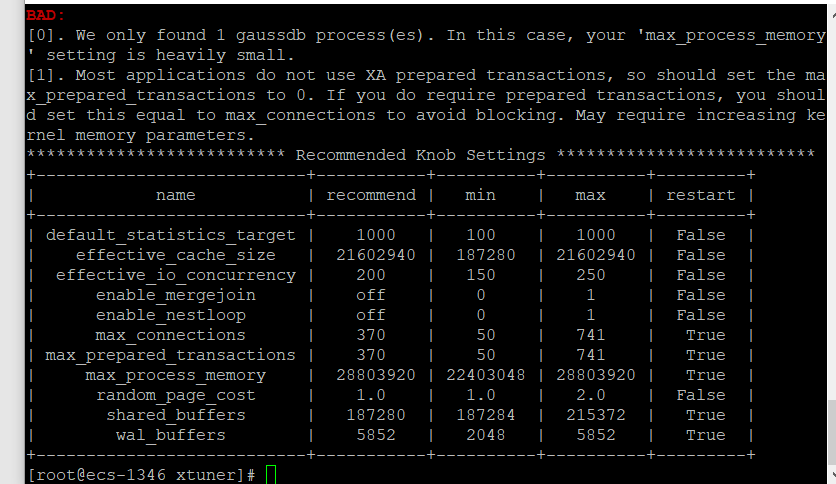 BAD:
[0]. We only found 1 gaussdb process(es). In this case, your 'max_process_memory
' setting is heavily small.
[1]. Most applications do not use XA prepared transactions, so should set the ma
x_prepared_transactions to 0. If you do require prepared transactions, you shoul
d set this equal to max_connections to avoid blocking. May require increasing ke
rnel memory parameters.
************************** Recommended Knob Settings **************************
+---------------------------+-----------+----------+----------+---------+
| name | recommend | min | max | restart |
+---------------------------+-----------+----------+----------+---------+
| default_statistics_target | 1000 | 100 | 1000 | False |
| effective_cache_size | 21602940 | 187280 | 21602940 | False |
| effective_io_concurrency | 200 | 150 | 250 | False |
| enable_mergejoin | off | 0 | 1 | False |
| enable_nestloop | off | 0 | 1 | False |
| max_connections | 370 | 50 | 741 | True |
| max_prepared_transactions | 370 | 50 | 741 | True |
| max_process_memory | 28803920 | 22403048 | 28803920 | True |
| random_page_cost | 1.0 | 1.0 | 2.0 | False |
| shared_buffers | 187280 | 187284 | 215372 | True |
| wal_buffers | 5852 | 2048 | 5852 | True |
+---------------------------+-----------+----------+----------+---------+
[root@ecs-1346 xtuner]#